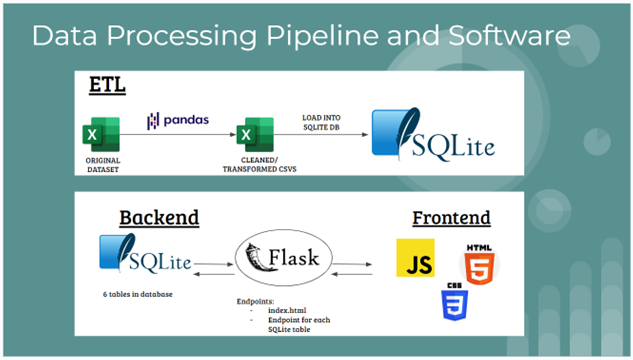 Data Processing Pipeline and Software
ETL
pandas
LOAD INTO
SQLITE DB
X
X
SQLite
ORIGINAL
DATASET
CLEANED/
TRANSFORMED CSVS
Backend
Frontend
SQLite
Flask
JS
HTML
5
CSS
3
6 tables in database
Endpoints:
- index.html
- Endpoint for each
SQLite table